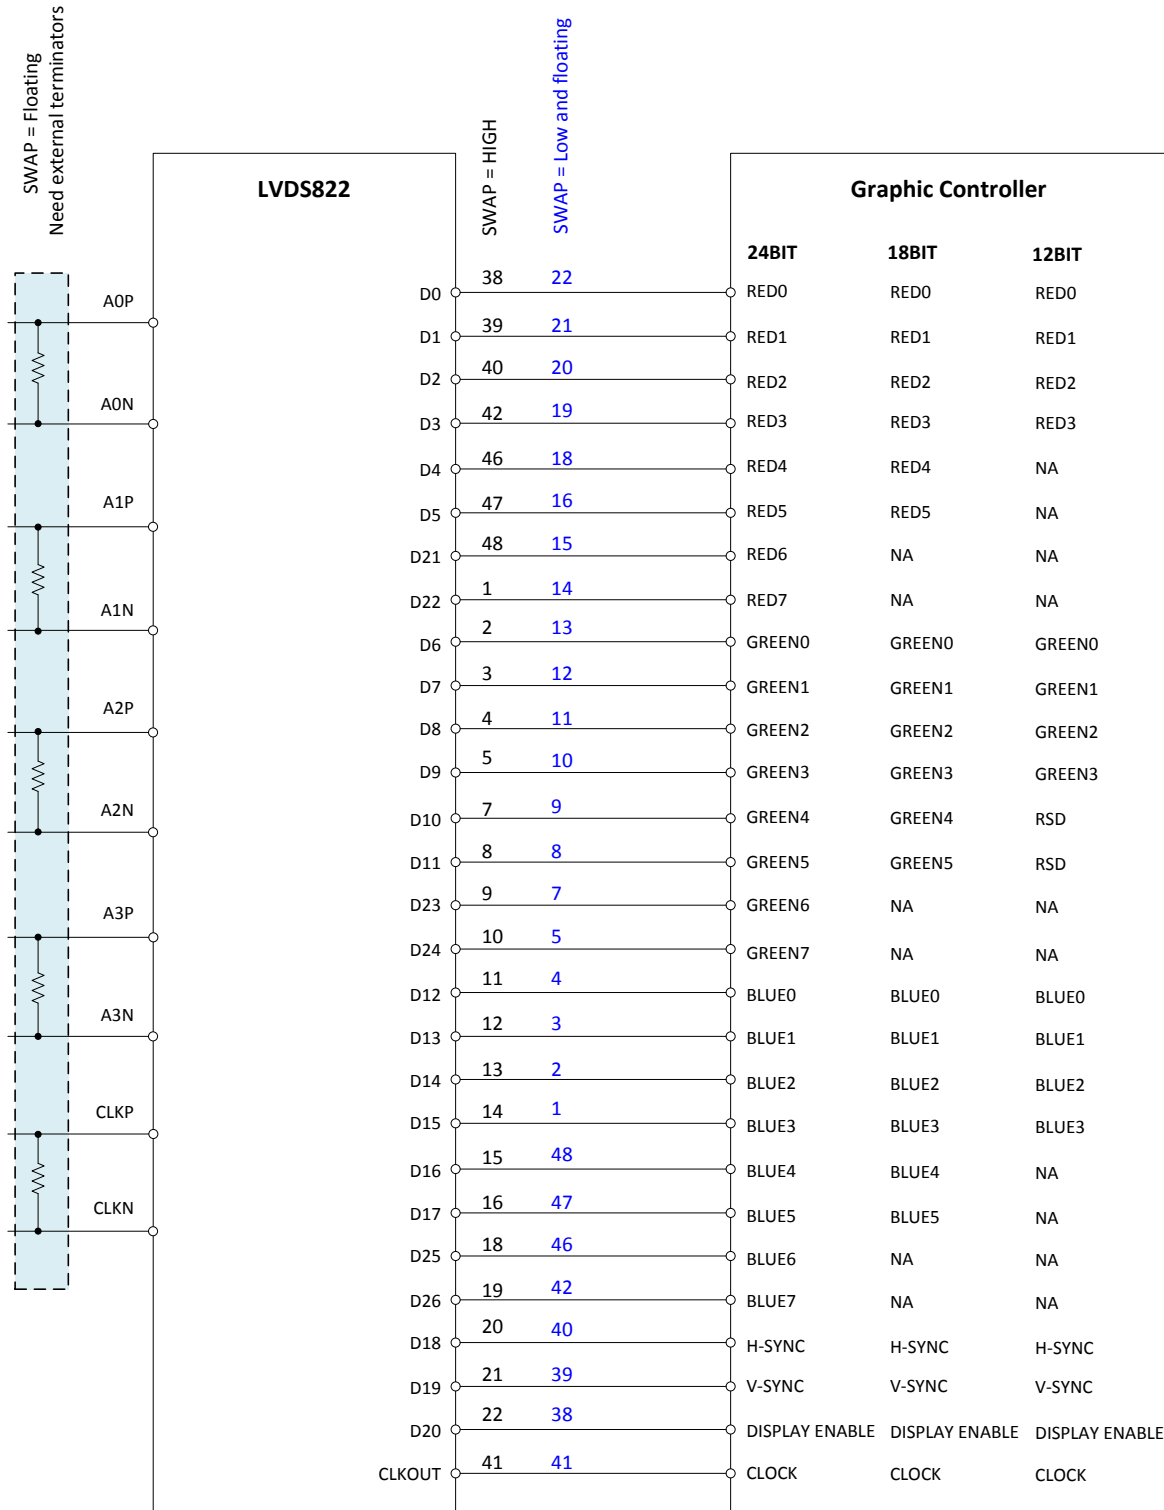 SWAP = Floating
Need external terminators
SWAP = HIGH
SWAP = Low and floating
LVDS822
Graphic Controller
24BIT 18BIT 12BIT
A0P
A0N
A1P
A1N
A2P
A2N
A3P
A3N
CLKP
CLKN
D0 38 22 RED0 RED0 RED0
D1 39 21 RED1 RED1 RED1
D2 40 20 RED2 RED2 RED2
D3 42 19 RED3 RED3 RED3
D4 46 18 RED4 RED4 NA
D5 47 16 RED5 RED5 NA
D21 48 15 RED6 NA NA
D22 1 14 RED7 NA NA
D6 2 13 GREEN0 GREEN0 GREEN0
D7 3 12 GREEN1 GREEN1 GREEN1
D8 4 11 GREEN2 GREEN2 GREEN2
D9 5 10 GREEN3 GREEN3 GREEN3
D10 7 9 GREEN4 GREEN4 RSD
D11 8 8 GREEN5 GREEN5 RSD
D23 9 7 GREEN6 NA NA
D24 10 5 GREEN7 NA NA
D12 11 4 BLUE0 BLUE0 BLUE0
D13 12 3 BLUE1 BLUE1 BLUE1
D14 13 2 BLUE2 BLUE2 BLUE2
D15 14 1 BLUE3 BLUE3 BLUE3
D16 15 48 BLUE4 BLUE4 NA
D17 16 47 BLUE5 BLUE5 NA
D25 18 46 BLUE6 NA NA
D26 19 42 BLUE7 NA NA
D18 20 40 H-SYNC H-SYNC H-SYNC
D19 21 39 V-SYNC V-SYNC V-SYNC
D20 22 38 DISPLAY ENABLE DISPLAY ENABLE DISPLAY ENABLE
CLKOUT 41 41 CLOCK CLOCK CLOCK